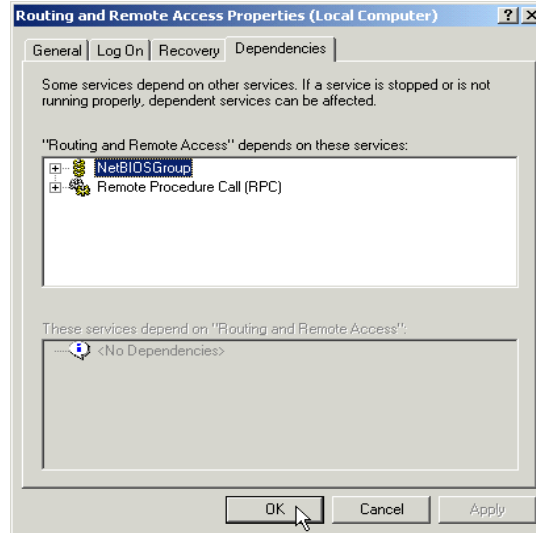 Routing and Remote Access Properties (Local Computer)
General Log On Recovery Dependencies
Some services depend on other services. If a service is stopped or is not
running properly, dependent services can be affected.
"Routing and Remote Access" depends on these services:
NetBIOSGroup
Remote Procedure Call (RPC)
These services depend on "Routing and Remote Access":
<No Dependencies>
OK Cancel Apply